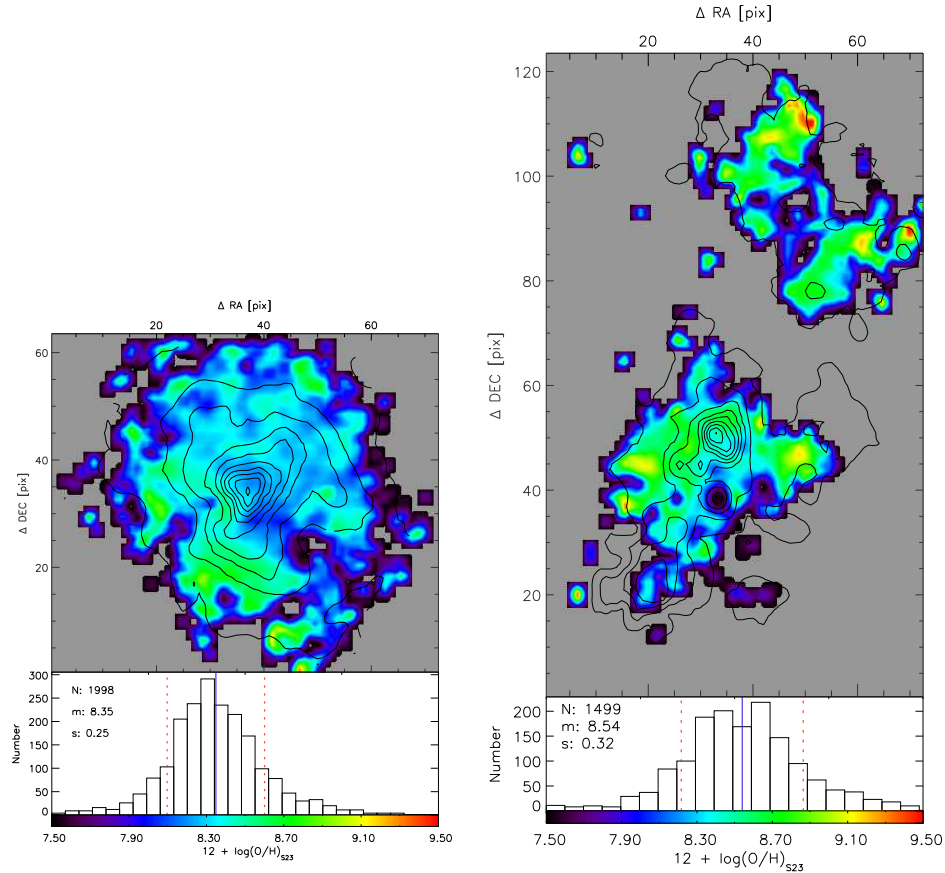 Δ RA [pix]
20 40 60
Δ DEC [pix]
60
40
20
Number
300
250
200
150
100
50
0
N: 1998
m: 8.35
s: 0.25
7.50 7.90 8.30 8.70 9.10 9.50
12 + log(O/H)S23
Δ RA [pix]
20 40 60
Δ DEC [pix]
120
100
80
60
40
20
Number
200
150
100
50
0
N: 1499
m: 8.54
s: 0.32
7.50 7.90 8.30 8.70 9.10 9.50
12 + log(O/H)S23